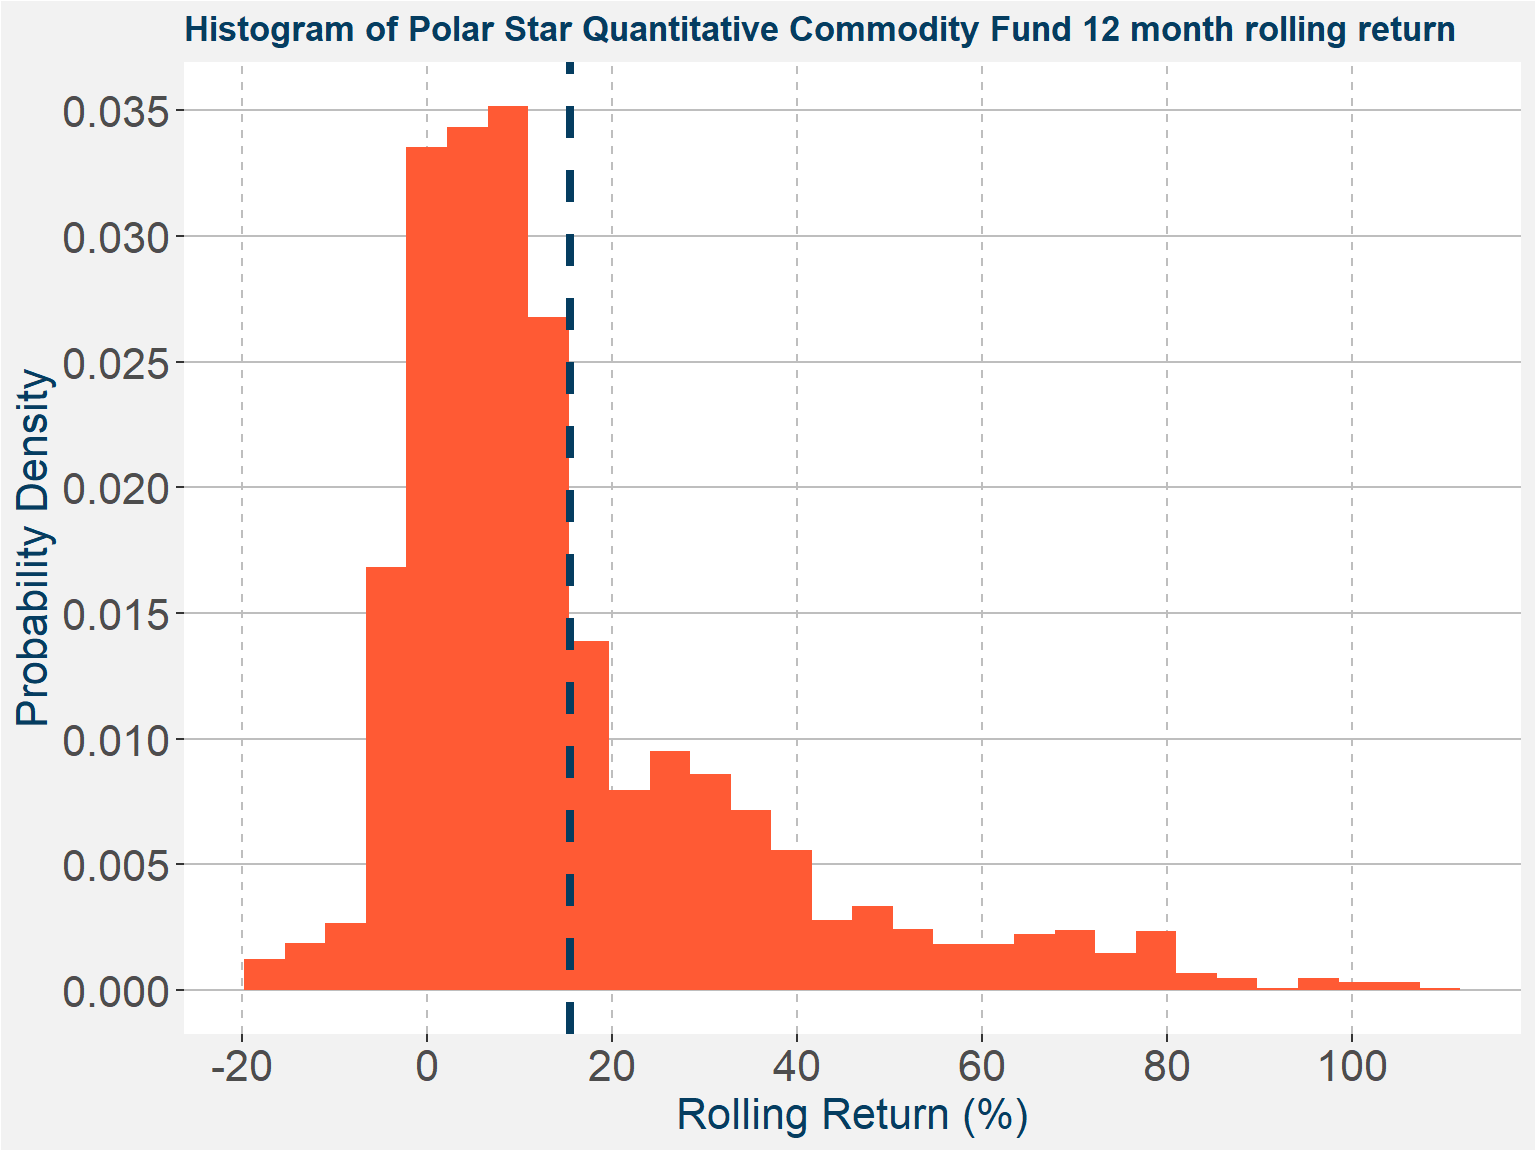 Histogram of Polar Star Quantitative Commodity Fund 12 month rolling return
0.035
0.030
0.025
0.020
0.015
0.010
0.005
0.000
Probability Density
-20 0 20 40 60 80 100
Rolling Return (%)